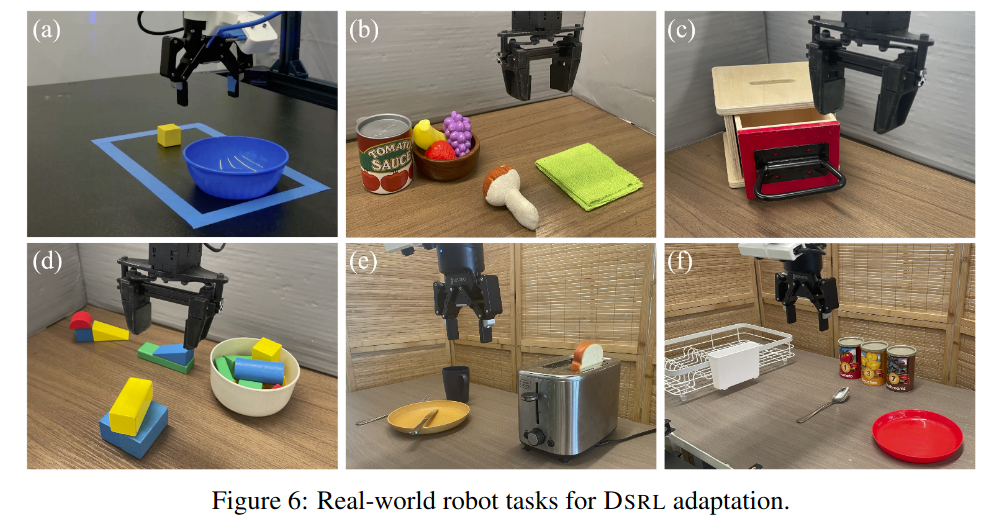 (a)
(b)
(c)
TOMATO
SAUCE
(d)
(e)
(f)
Figure 6: Real-world robot tasks for DSRL adaptation.